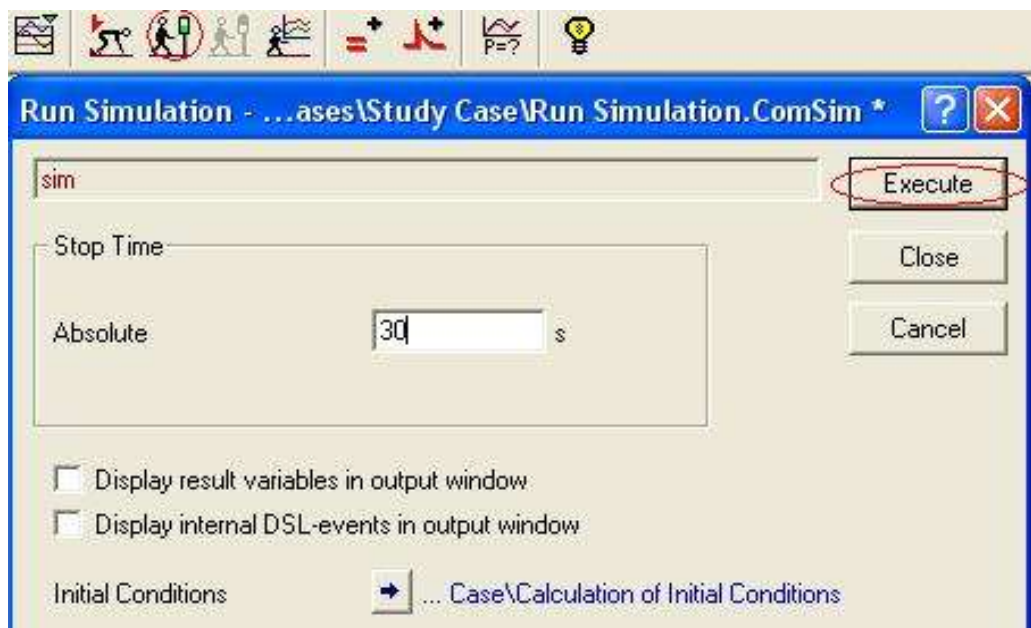 P=?
Run Simulation - ...ases\Study Case\Run Simulation.ComSim *
sim
Execute
Stop Time
Close
Absolute
30
s
Cancel
Display result variables in output window
Display internal DSL-events in output window
Initial Conditions
... Case\Calculation of Initial Conditions